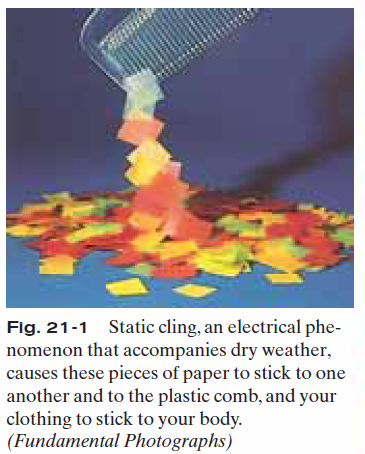 Fig. 21-1 Static cling, an electrical phe-
nomenon that accompanies dry weather,
causes these pieces of paper to stick to one
another and to the plastic comb, and your
clothing to stick to your body.
(Fundamental Photographs)